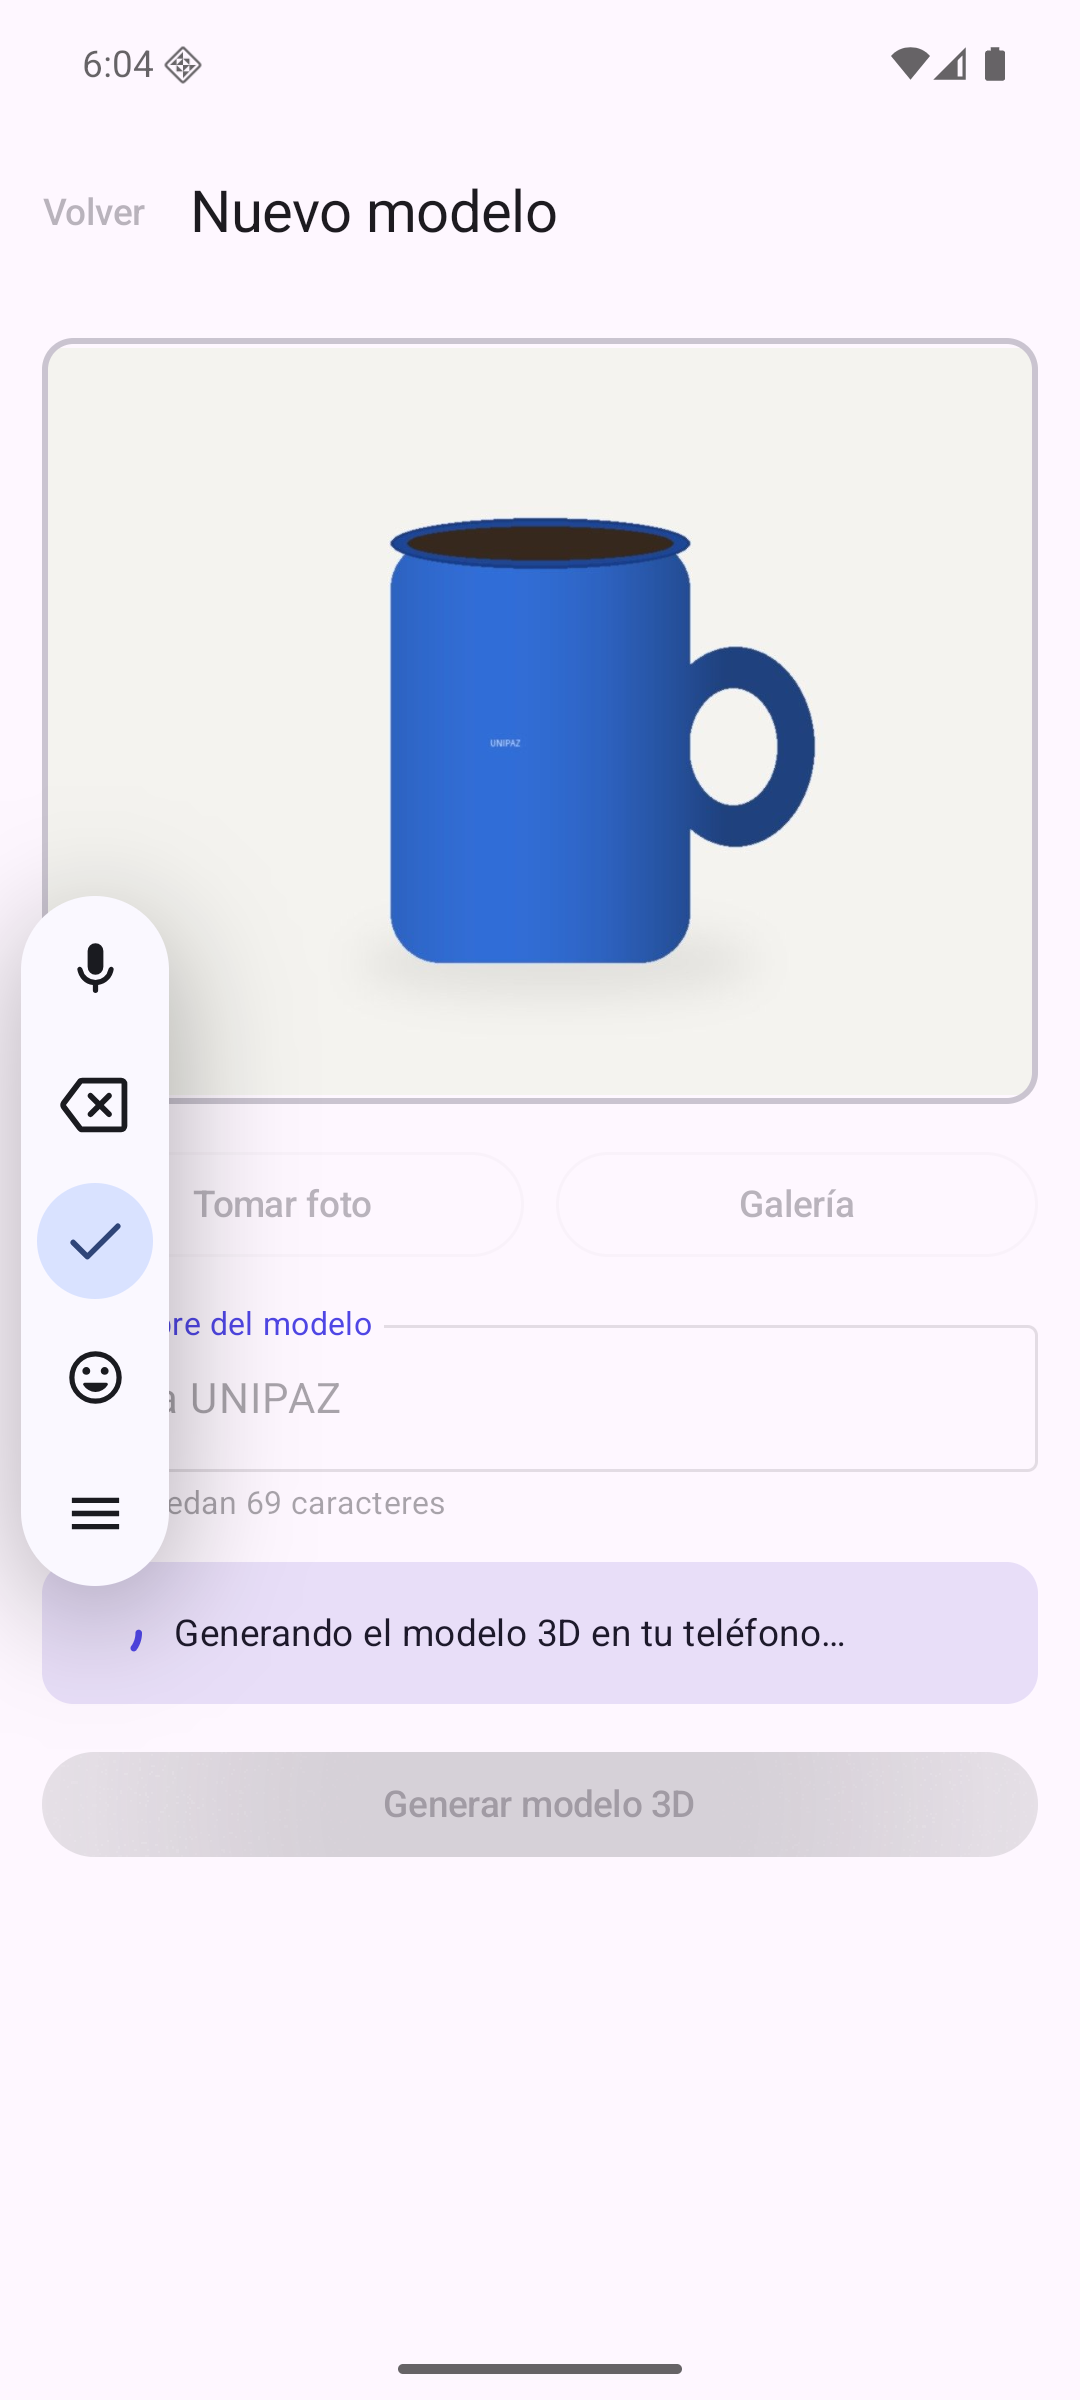 6:04
Volver
Nuevo modelo
UNIPAZ
Tomar foto
Galería
re del modelo
a UNIPAZ
edan 69 caracteres
Generando el modelo 3D en tu teléfono...
Generar modelo 3D